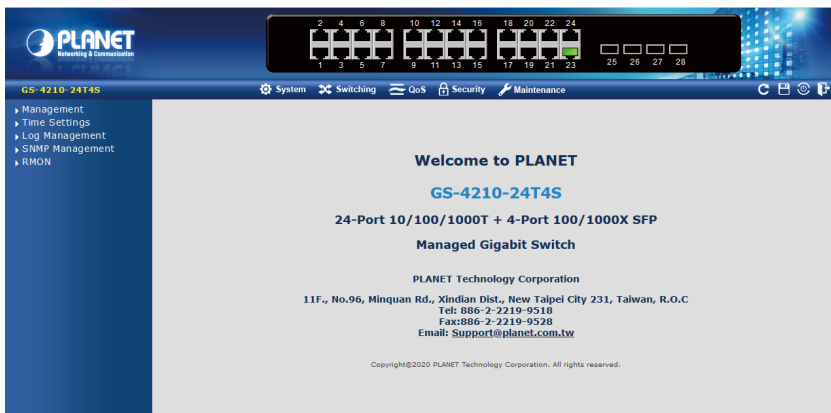 PLANET
Networking & Communication
2 4 6 8 10 12 14 16 18 20 22 24
1 3 5 7 9 11 13 15 17 19 21 23 25 26 27 28
GS-4210-24T4S
System Switching QoS Security Maintenance
Management
Time Settings
Log Management
SNMP Management
RMON
Welcome to PLANET
GS-4210-24T4S
24-Port 10/100/1000T + 4-Port 100/1000X SFP
Managed Gigabit Switch
PLANET Technology Corporation
11F., No.96, Minquan Rd., Xindian Dist., New Taipei City 231, Taiwan, R.O.C
Tel: 886-2-2219-9518
Fax:886-2-2219-9528
Email: Support@planet.com.tw
Copyright©2020 PLANET Technology Corporation. All rights reserved.